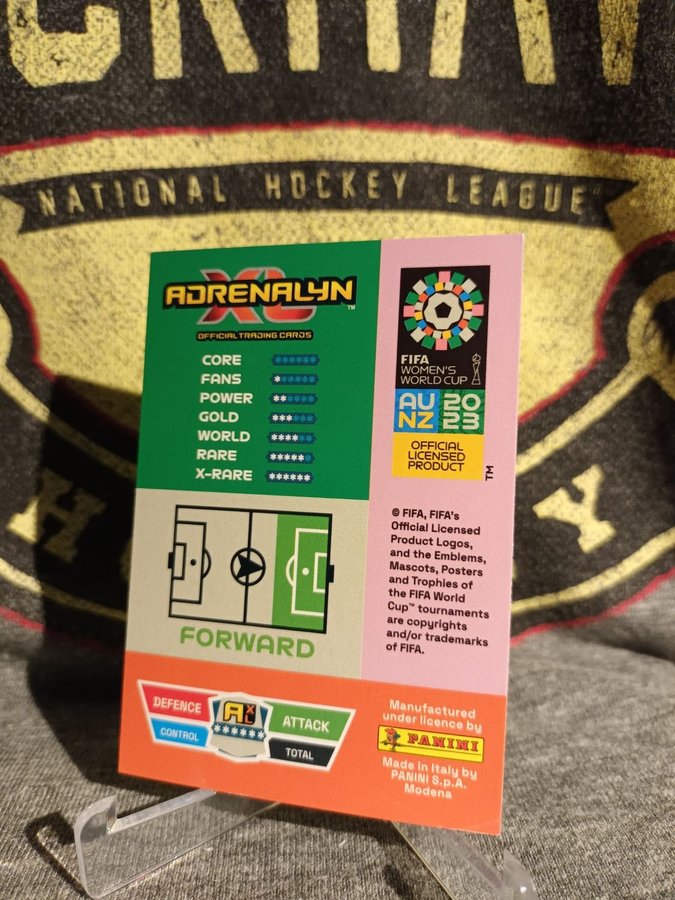 NATIONAL HOCKEY LEAGUE
ADRENALYN
XL
TM
OFFICIAL TRADING CARDS
CORE
FANS
POWER
GOLD
WORLD
RARE
X-RARE
FORWARD
DEFENCE
CONTROL
A XL
ATTACK
TOTAL
FIFA
WOMEN'S
WORLD CUP
AU 20
NZ 23
OFFICIAL
LICENSED
PRODUCT
TM
© FIFA, FIFA's
Official Licensed
Product Logos,
and the Emblems,
Mascots, Posters
and Trophies of
the FIFA World
Cup™ tournaments
are copyrights
and/or trademarks
of FIFA.
Manufactured
under licence by
PANINI
Made in Italy by
PANINI S.p.A.
Modena